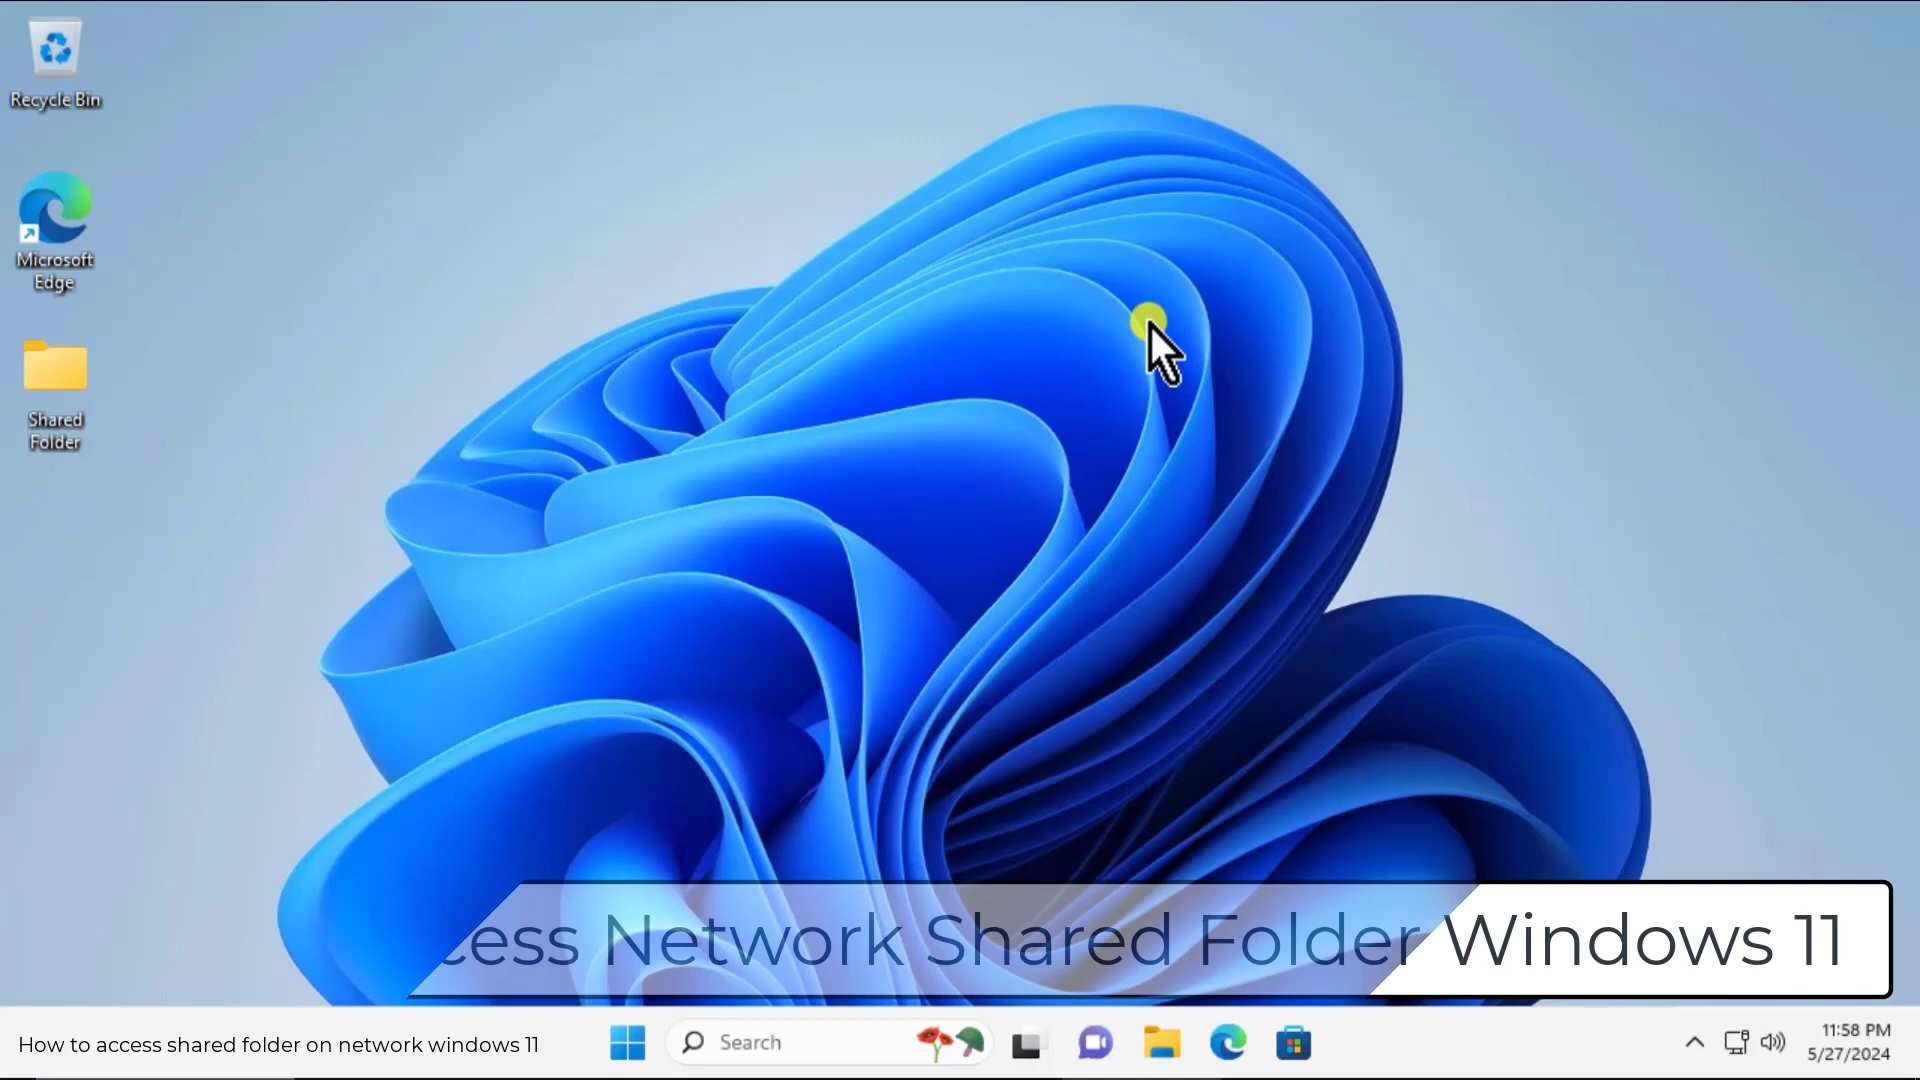 Recycle Bin
Microsoft
Edge
Shared
Folder
cess Network Shared Folder Windows 11
How to access shared folder on network windows 11
Search
11:58 PM
5/27/2024